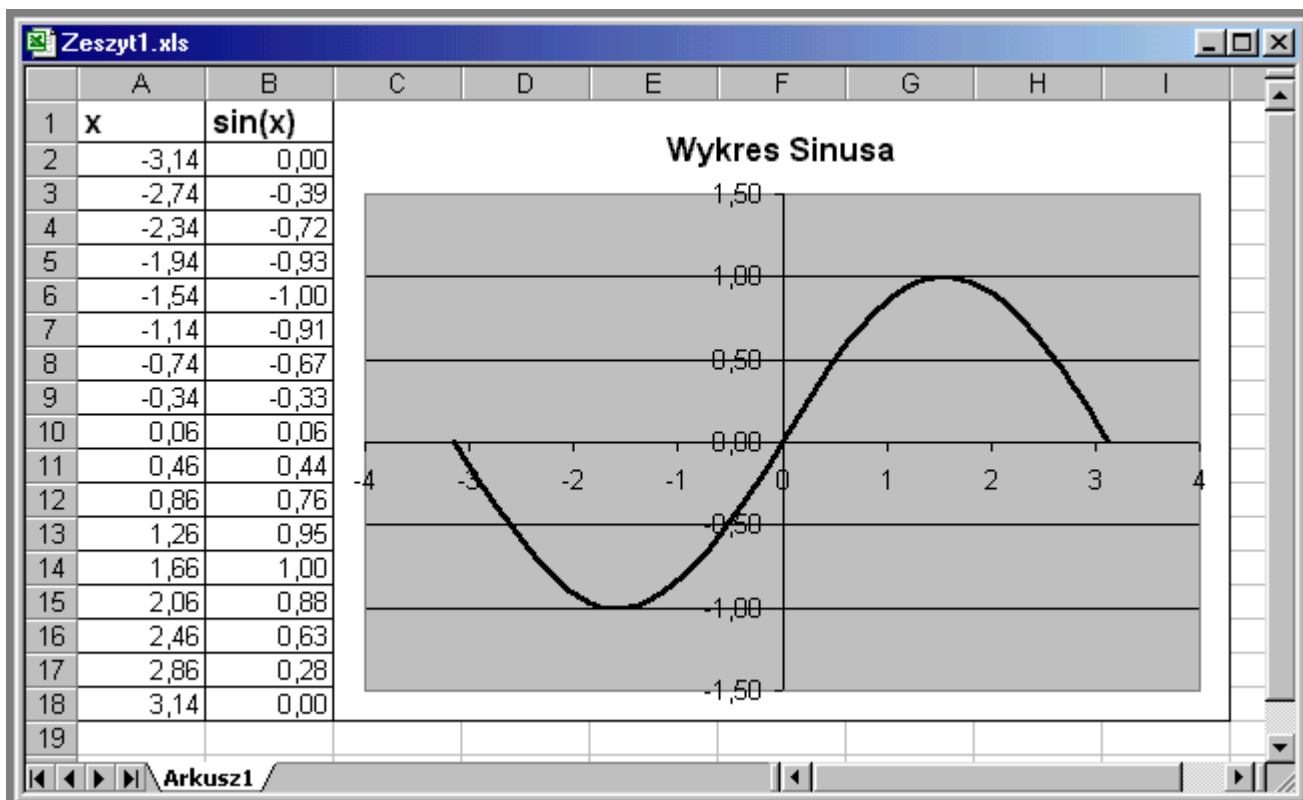 Zeszyt1.xls
A B C D E F G H I
1 x sin(x)
2 -3,14 0,00
3 -2,74 -0,39
4 -2,34 -0,72
5 -1,94 -0,93
6 -1,54 -1,00
7 -1,14 -0,91
8 -0,74 -0,67
9 -0,34 -0,33
10 0,06 0,06
11 0,46 0,44
12 0,86 0,76
13 1,26 0,95
14 1,66 1,00
15 2,06 0,88
16 2,46 0,63
17 2,86 0,28
18 3,14 0,00
19
Wykres Sinusa
1,50
1,00
0,50
0,00
-4 -3 -2 -1 0 1 2 3 4
-0,50
-1,00
-1,50
Arkusz1